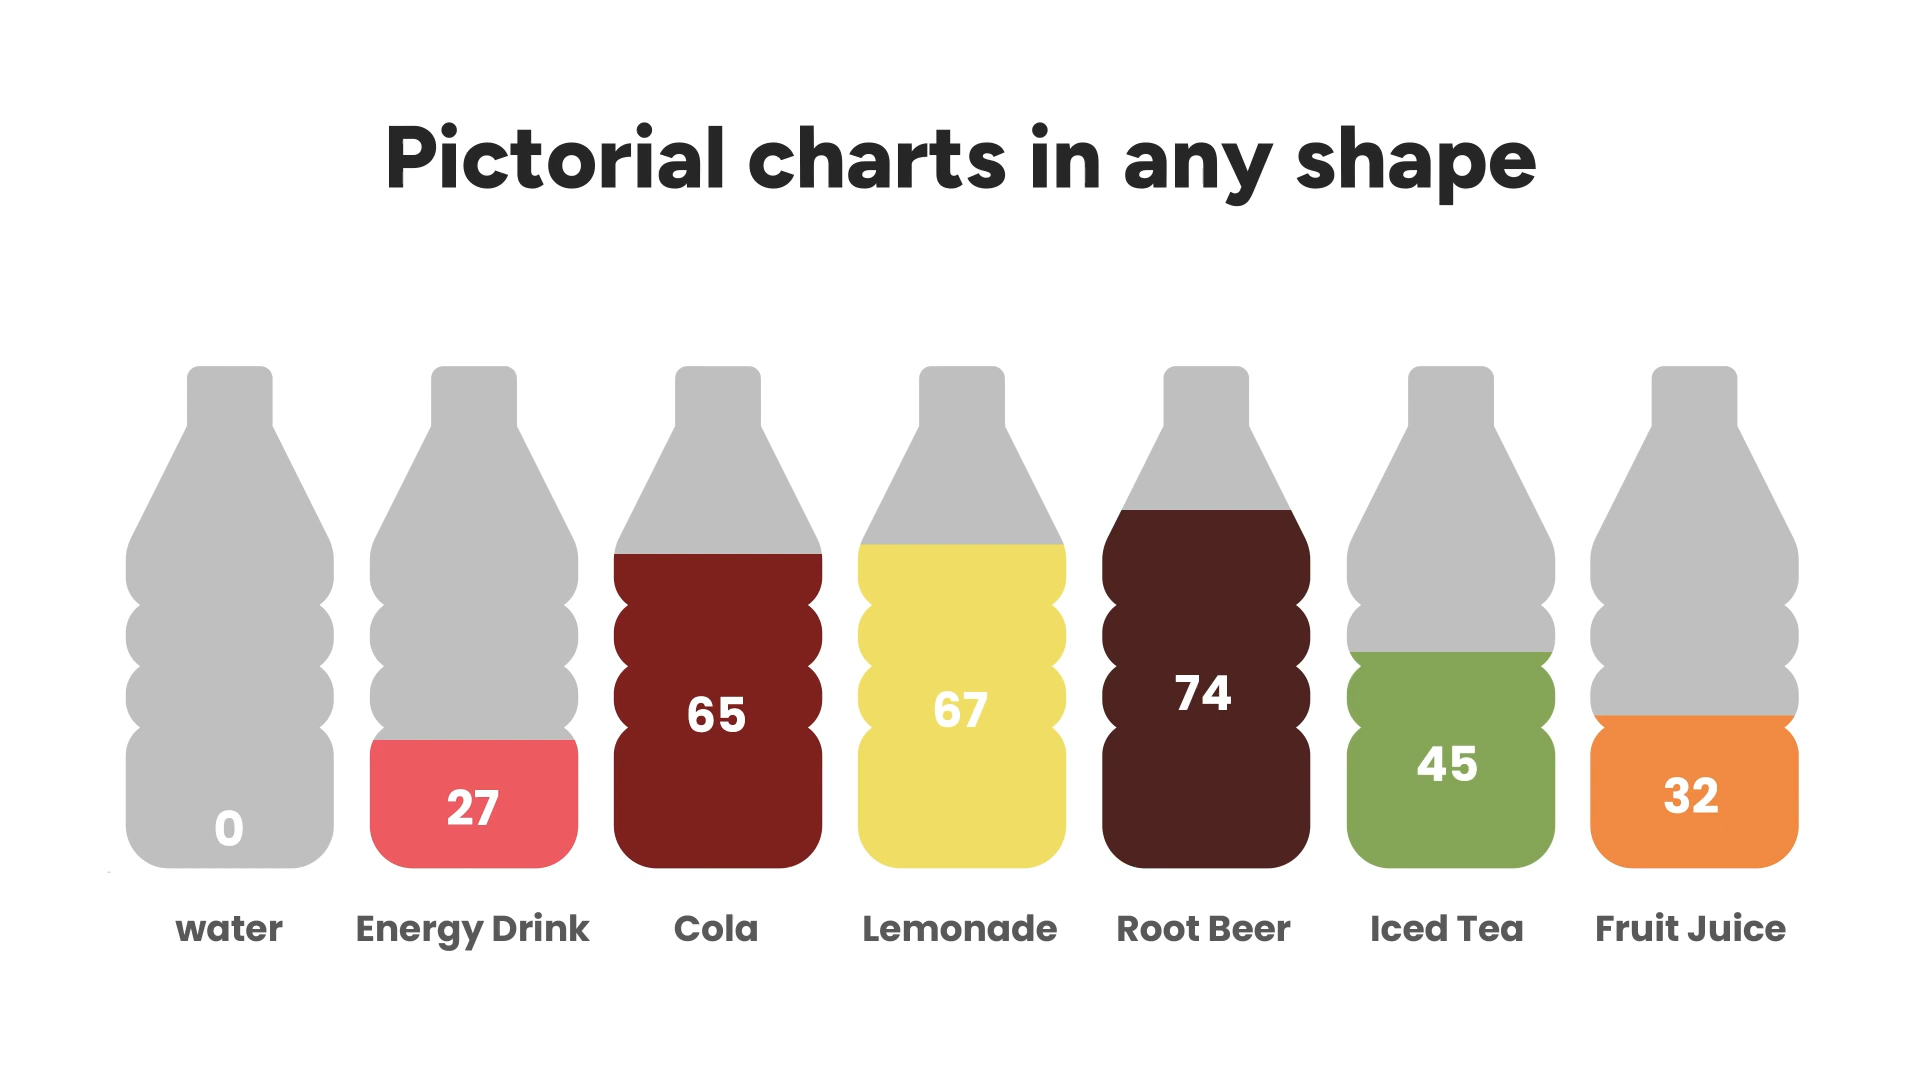 Pictorial charts in any shape
0
27
65
67
74
45
32
water
Energy Drink
Cola
Lemonade
Root Beer
Iced Tea
Fruit Juice